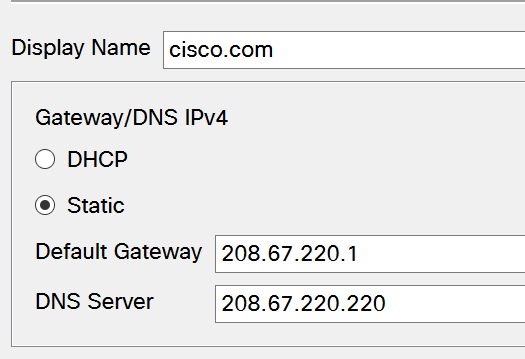 Display Name cisco.com
Gateway/DNS IPv4
DHCP
Static
Default Gateway 208.67.220.1
DNS Server 208.67.220.220